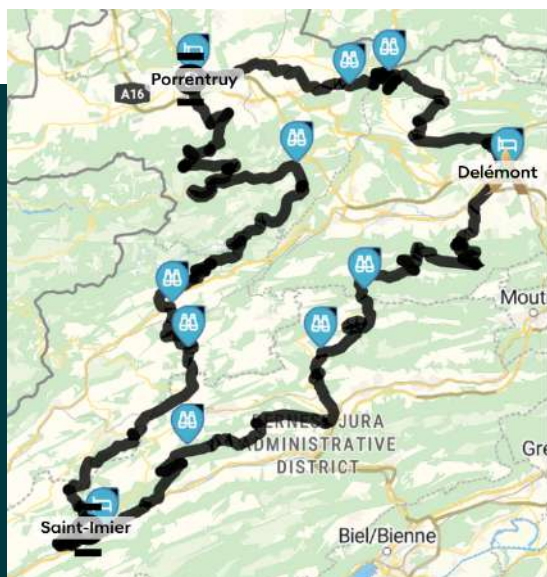 Porrentruy
A16
Delémont
Mout
BERNESE JURA
ADMINISTRATIVE
DISTRICT
Gre
Saint-Imier
Biel/Bienne